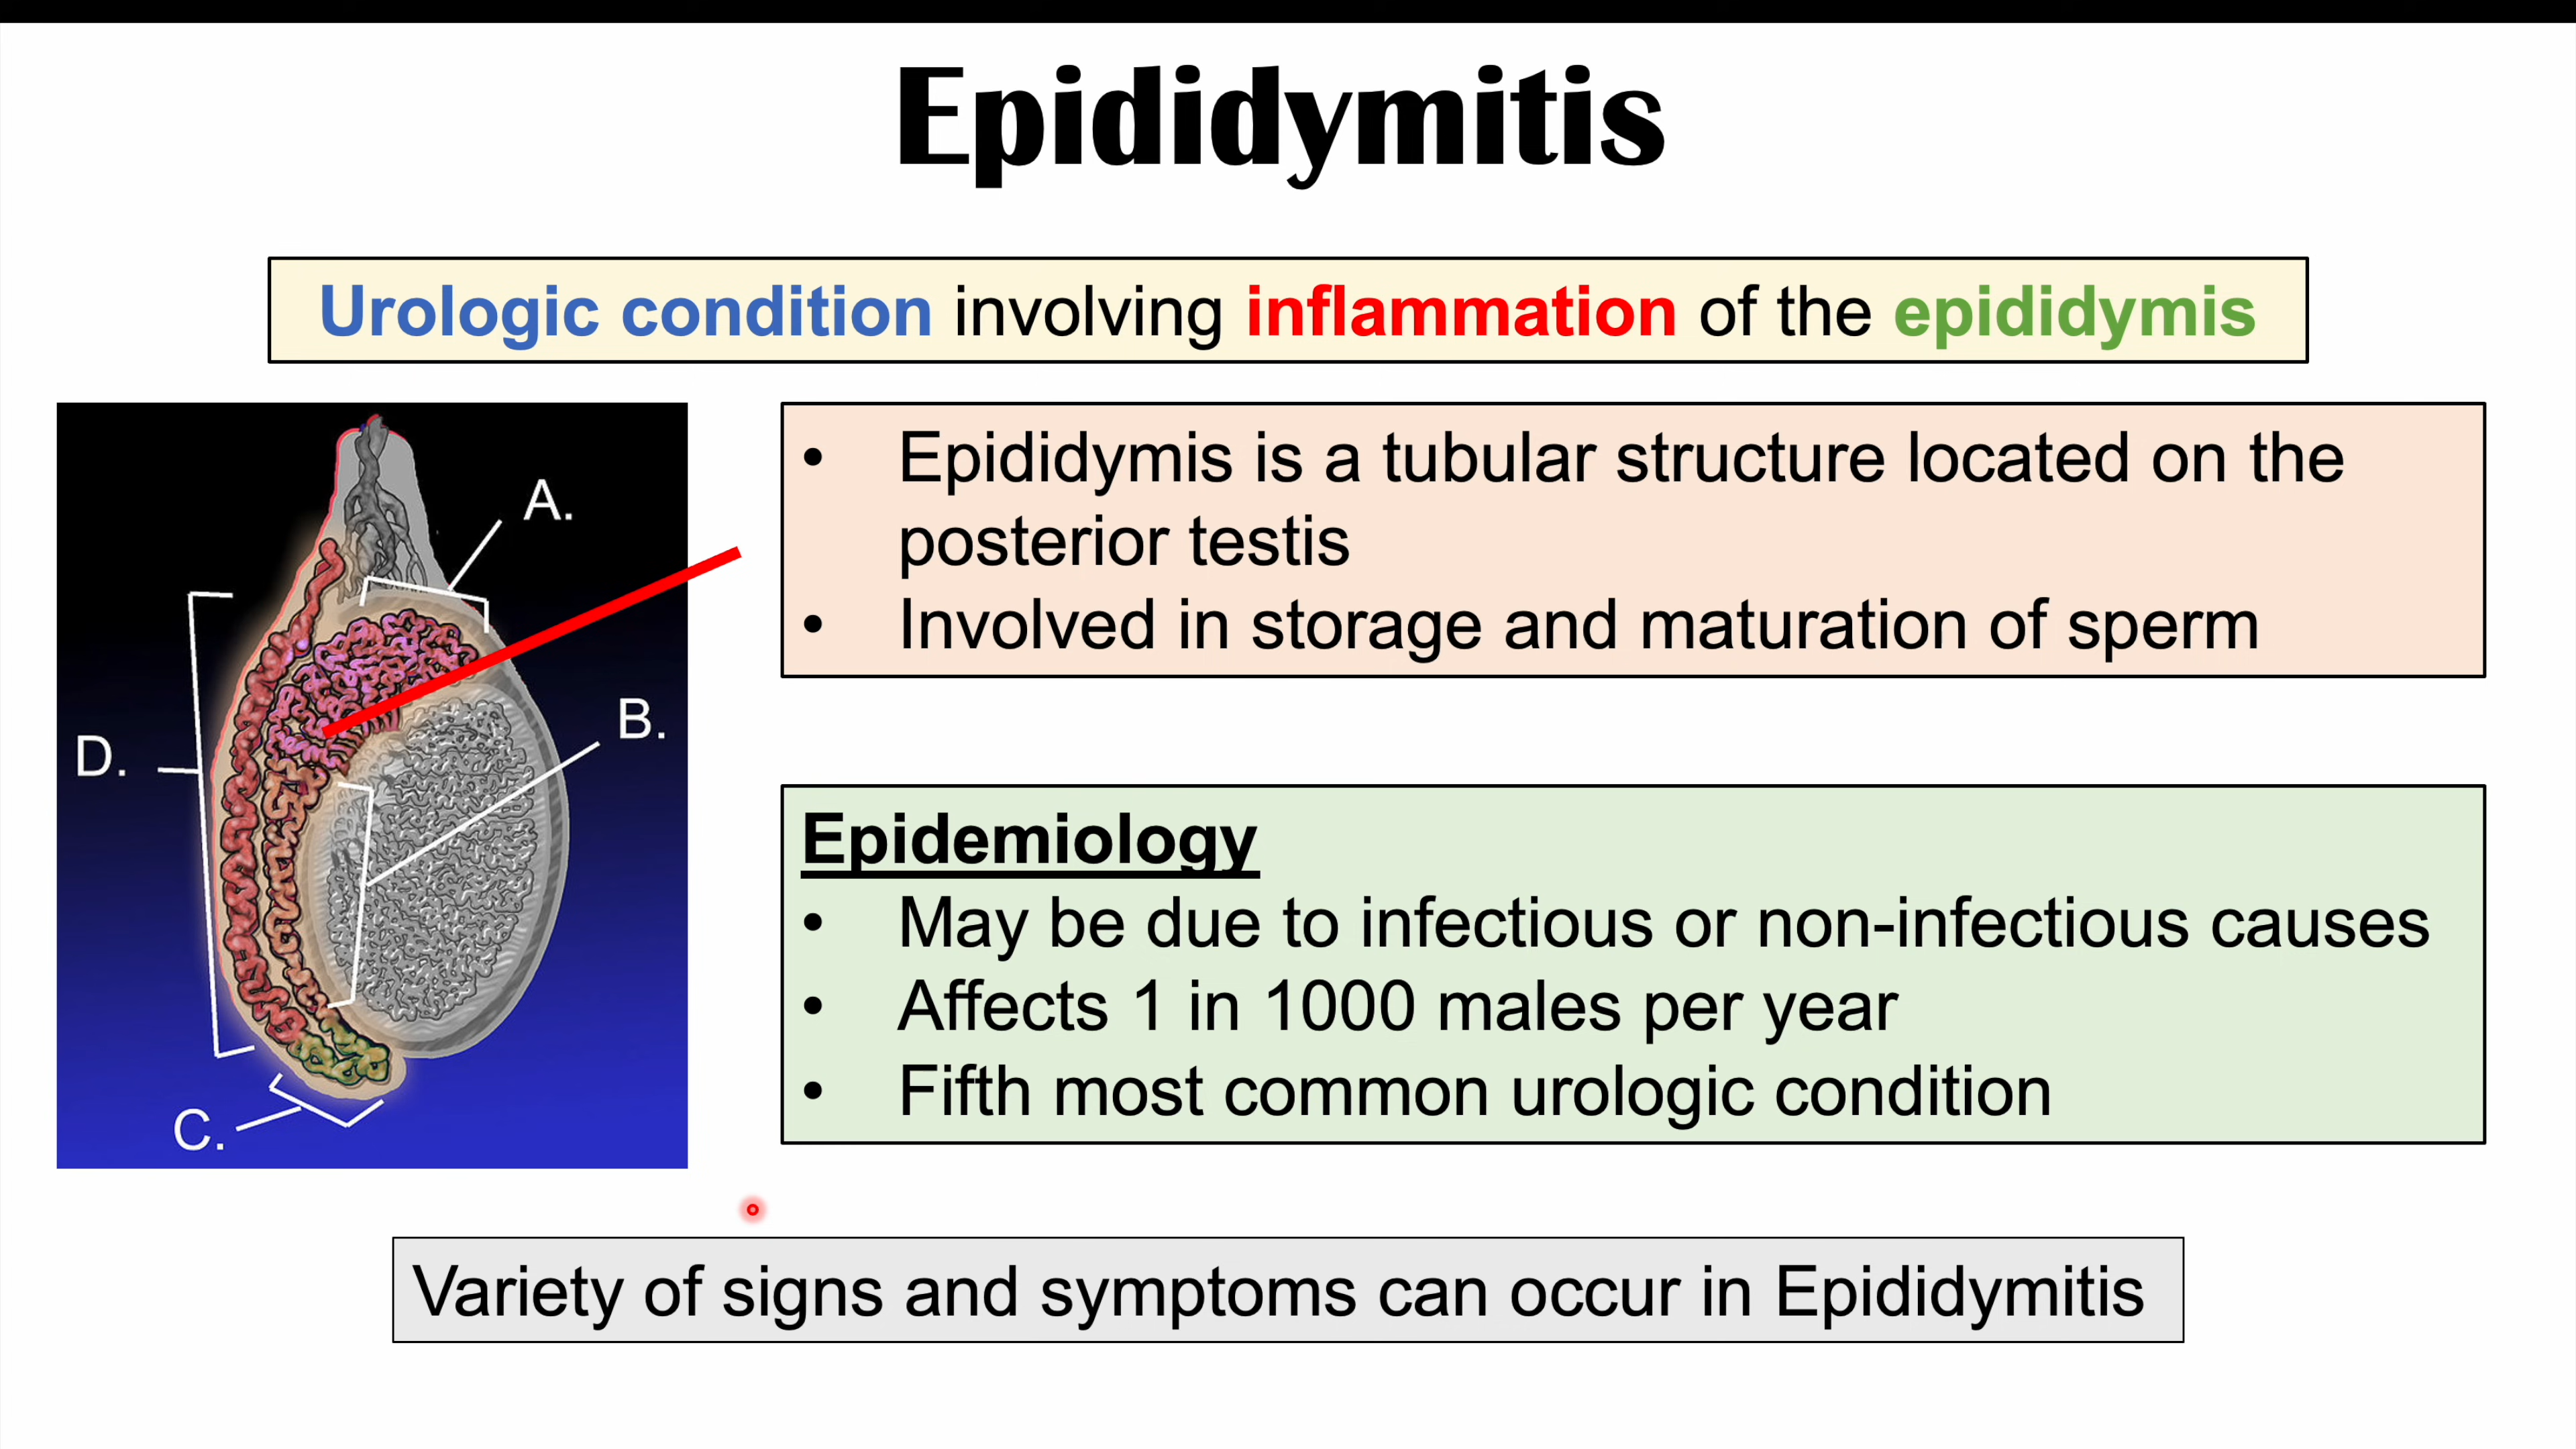 Epididymitis
Urologic condition involving inflammation of the epididymis
A.
B.
D.
C.
• Epididymis is a tubular structure located on the
posterior testis
• Involved in storage and maturation of sperm
Epidemiology
• May be due to infectious or non-infectious causes
• Affects 1 in 1000 males per year
• Fifth most common urologic condition
Variety of signs and symptoms can occur in Epididymitis